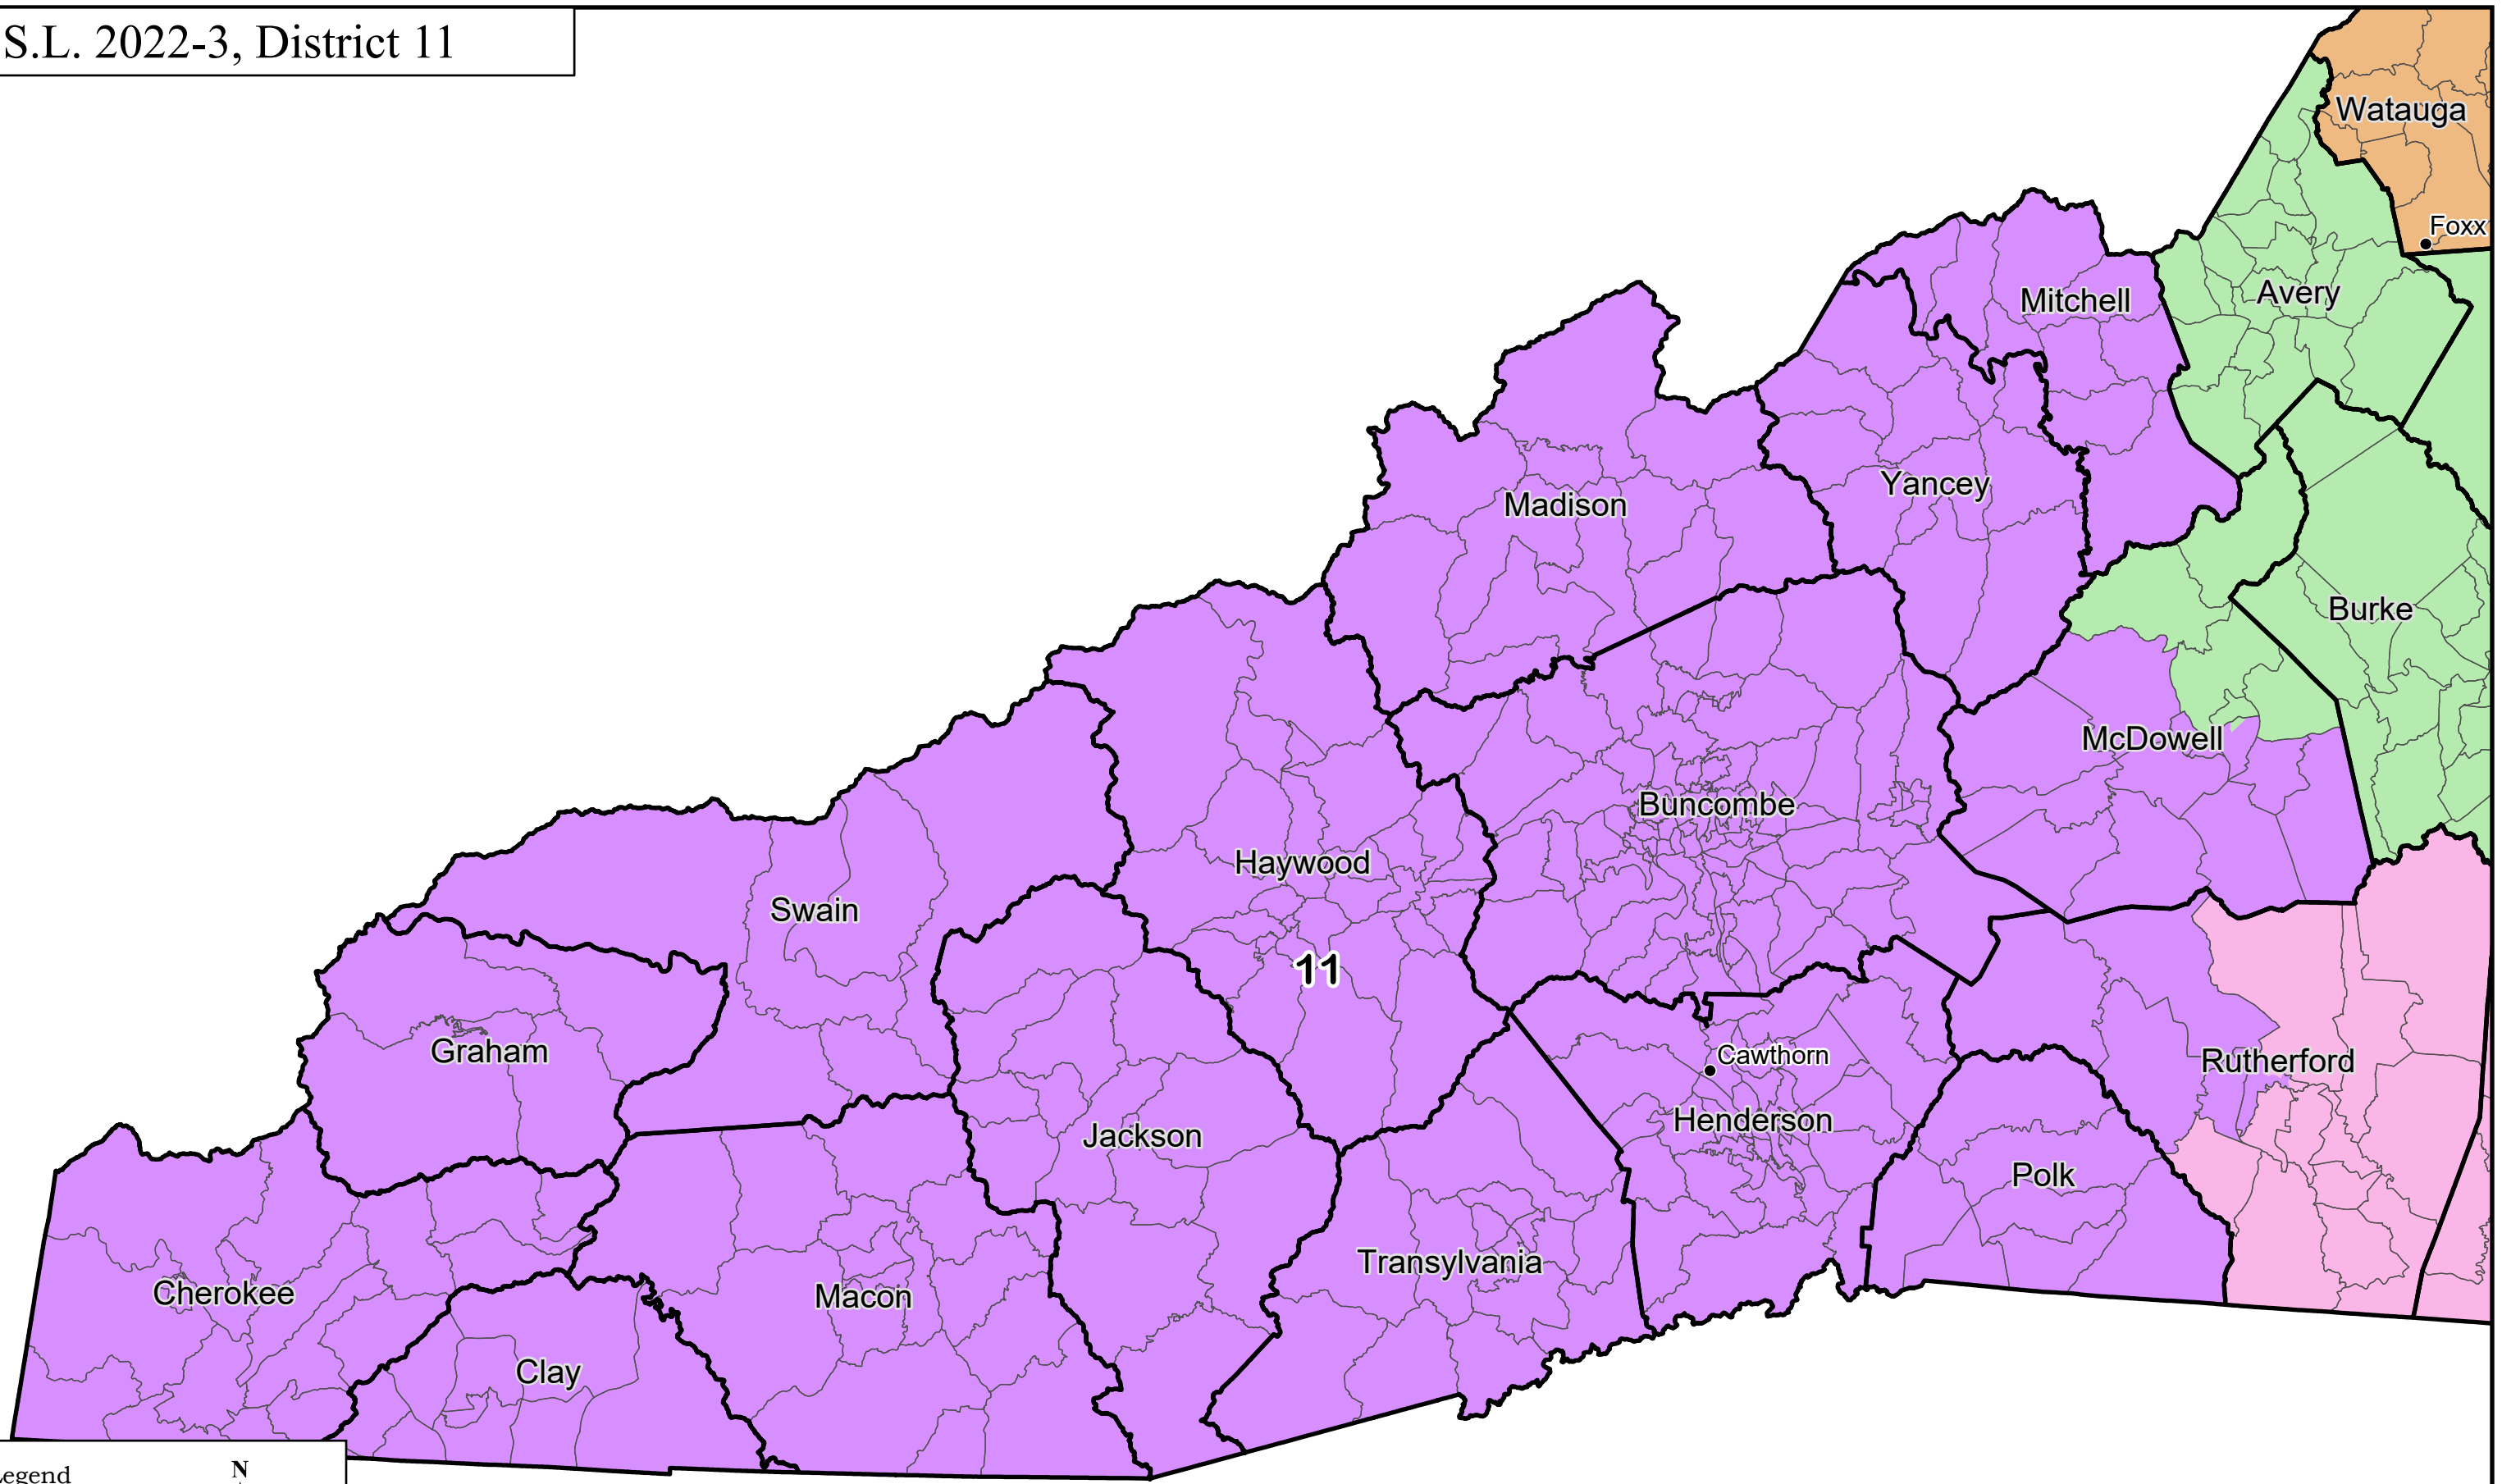 S.L. 2022-3, District 11
Watauga
Foxx
Avery
Mitchell
Yancey
Madison
Burke
McDowell
Buncombe
Haywood
Swain
11
Graham
Cawthorn
Rutherford
Henderson
Jackson
Polk
Transylvania
Cherokee
Macon
Clay
N